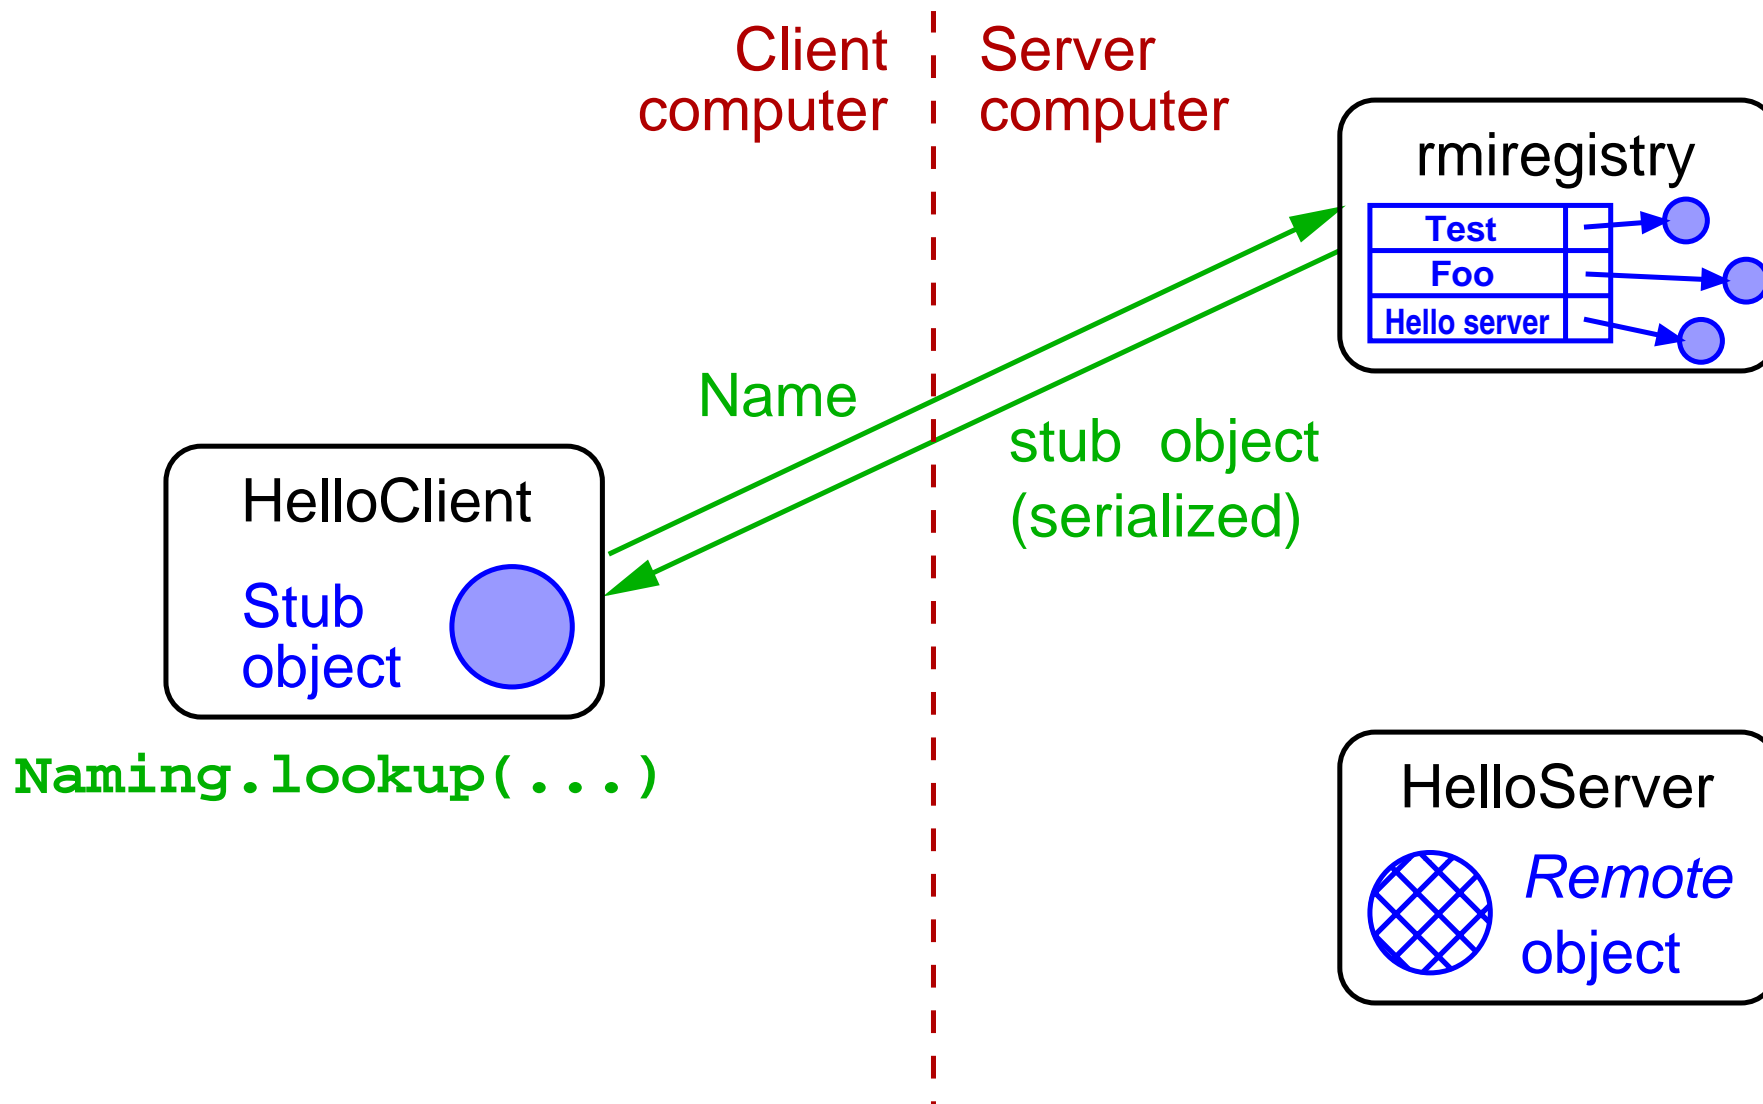 Client
computer
Server
computer
rmiregistry
Test
Foo
Hello server
Name
stub object
(serialized)
HelloClient
Stub
object
Naming.lookup(...)
HelloServer
Remote
object